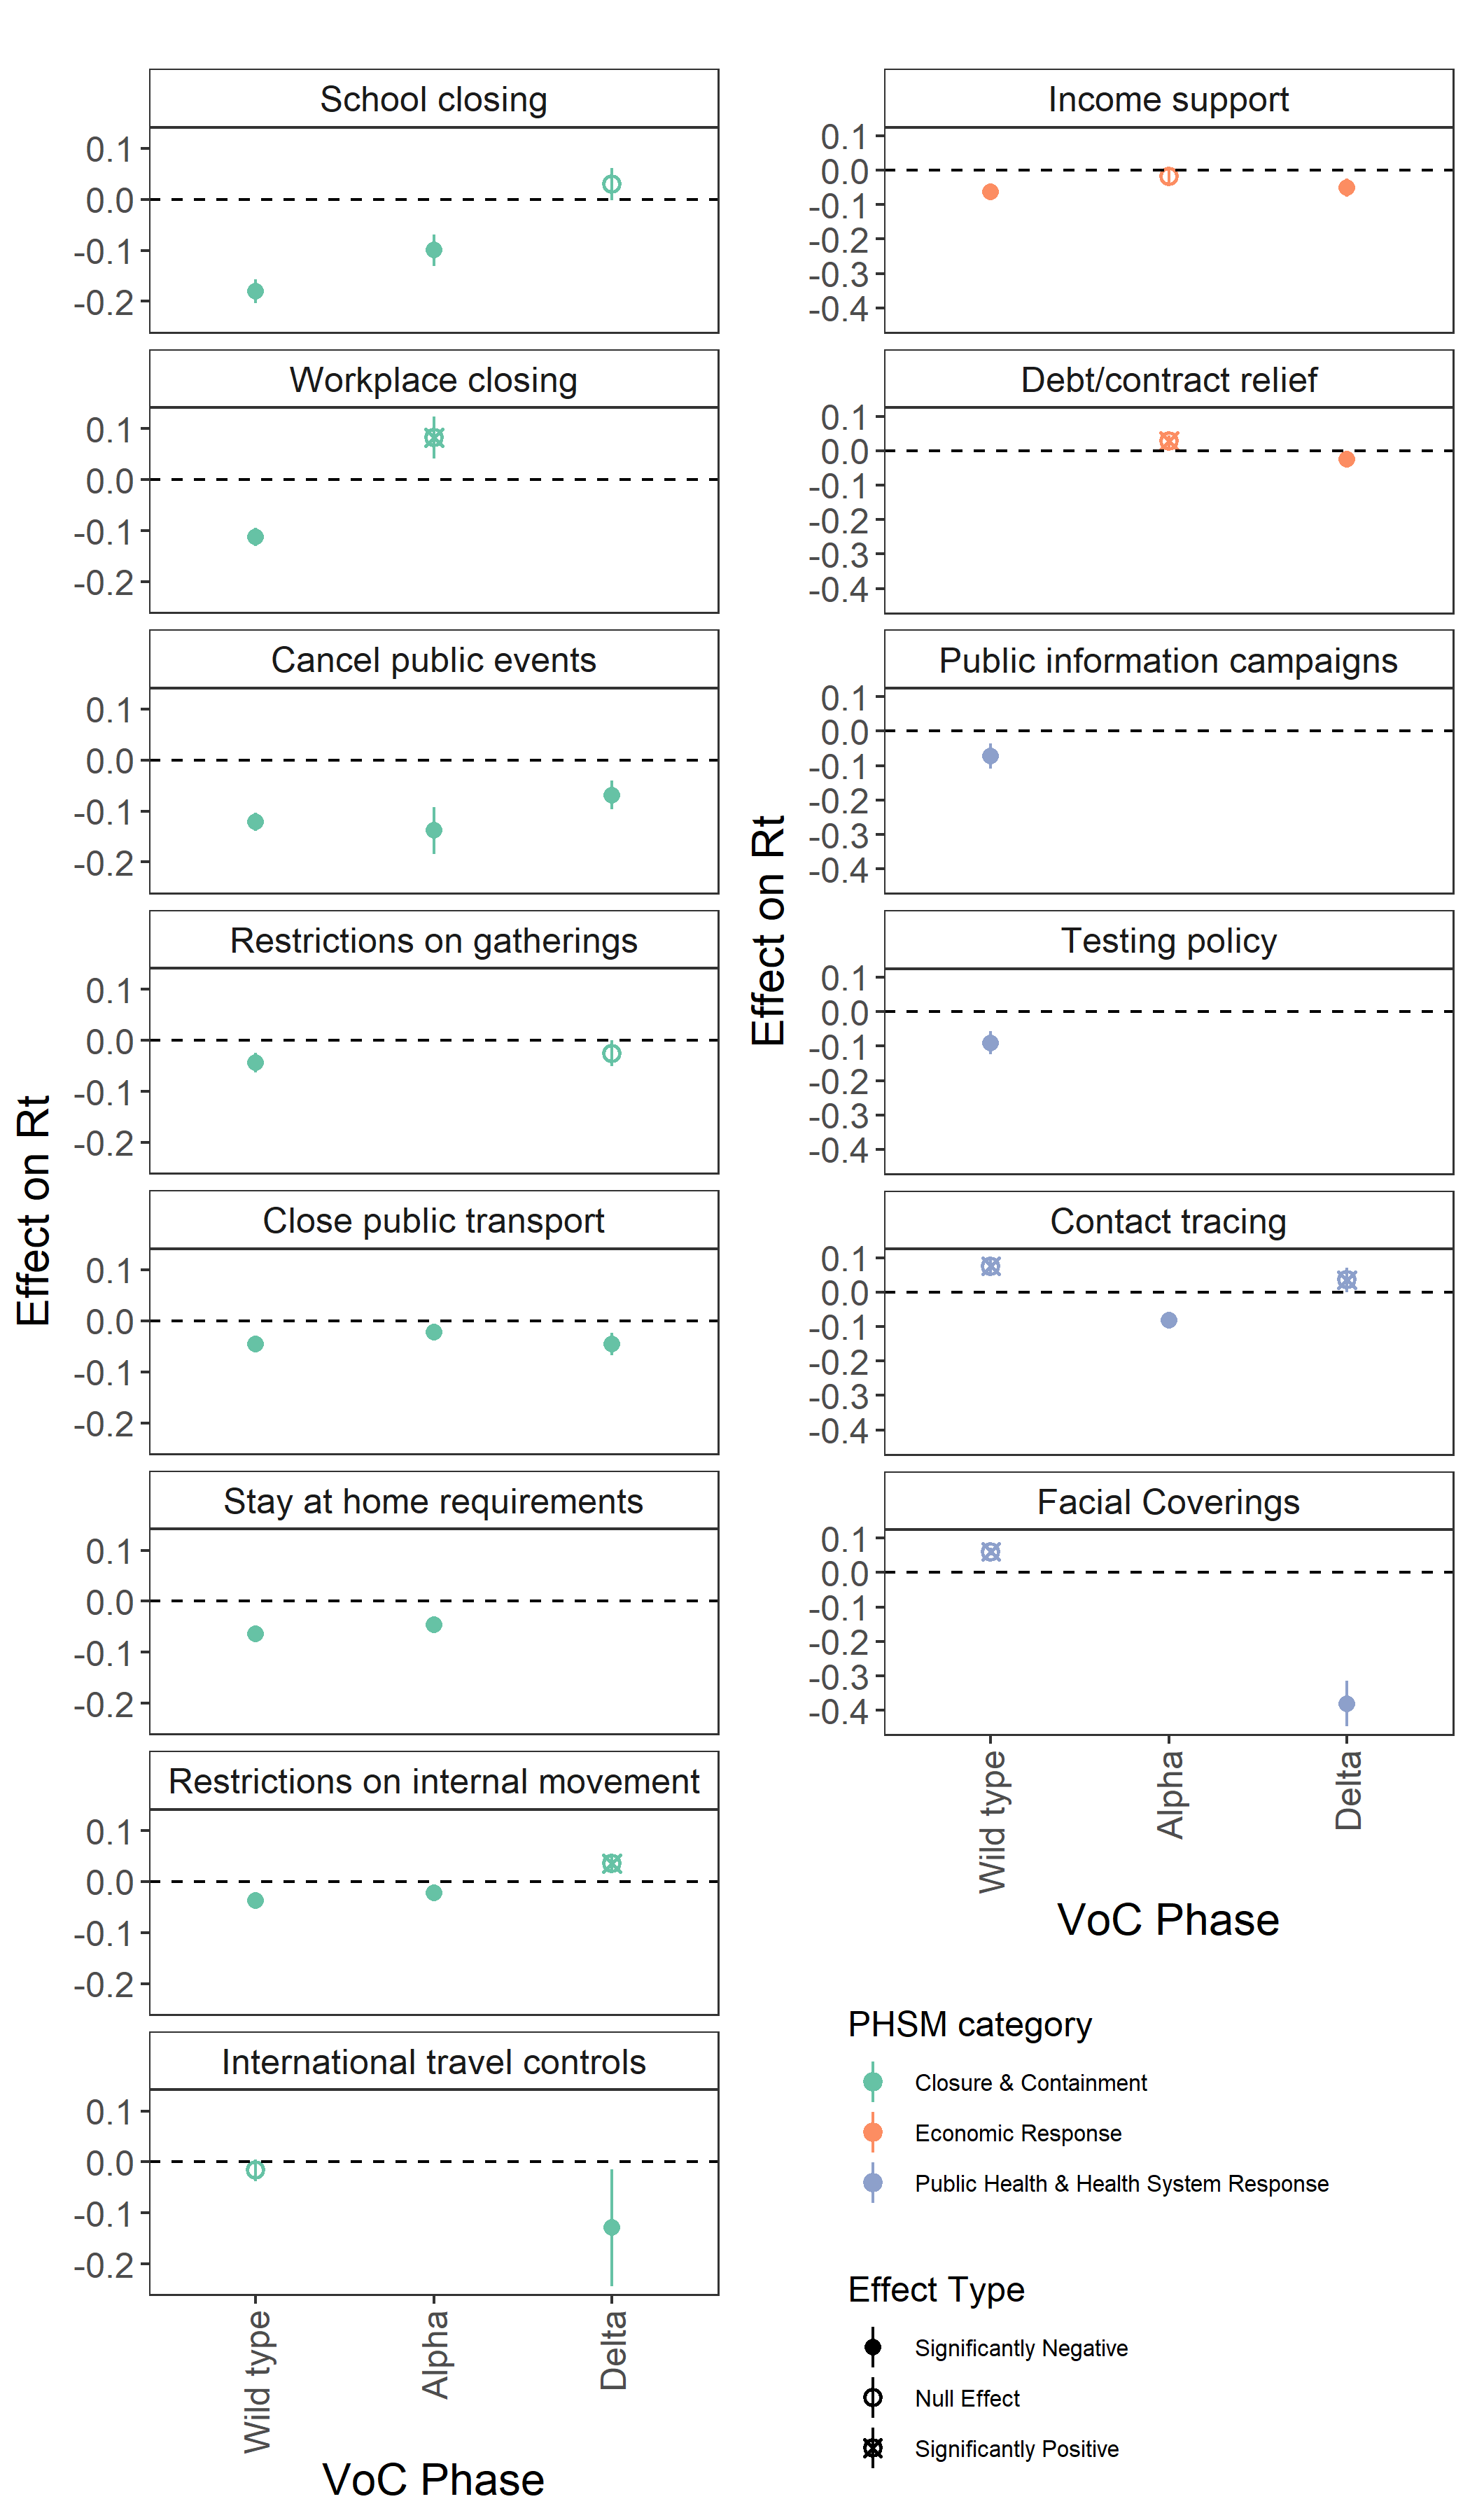 School closing
0.1
0.0
-0.1
-0.2
Workplace closing
0.1
0.0
-0.1
-0.2
Cancel public events
0.1
0.0
-0.1
-0.2
Restrictions on gatherings
0.1
0.0
-0.1
-0.2
Close public transport
0.1
0.0
-0.1
-0.2
Stay at home requirements
0.1
0.0
-0.1
-0.2
Restrictions on internal movement
0.1
0.0
-0.1
-0.2
International travel controls
0.1
0.0
-0.1
-0.2
Effect on Rt
Wild type
Alpha
Delta
VoC Phase
Income support
0.1
0.0
-0.1
-0.2
-0.3
-0.4
Debt/contract relief
0.1
0.0
-0.1
-0.2
-0.3
-0.4
Public information campaigns
0.1
0.0
-0.1
-0.2
-0.3
-0.4
Testing policy
0.1
0.0
-0.1
-0.2
-0.3
-0.4
Contact tracing
0.1
0.0
-0.1
-0.2
-0.3
-0.4
Facial Coverings
0.1
0.0
-0.1
-0.2
-0.3
-0.4
Effect on Rt
Wild type
Alpha
Delta
VoC Phase
PHSM category
Closure & Containment
Economic Response
Public Health & Health System Response
Effect Type
Significantly Negative
Null Effect
Significantly Positive